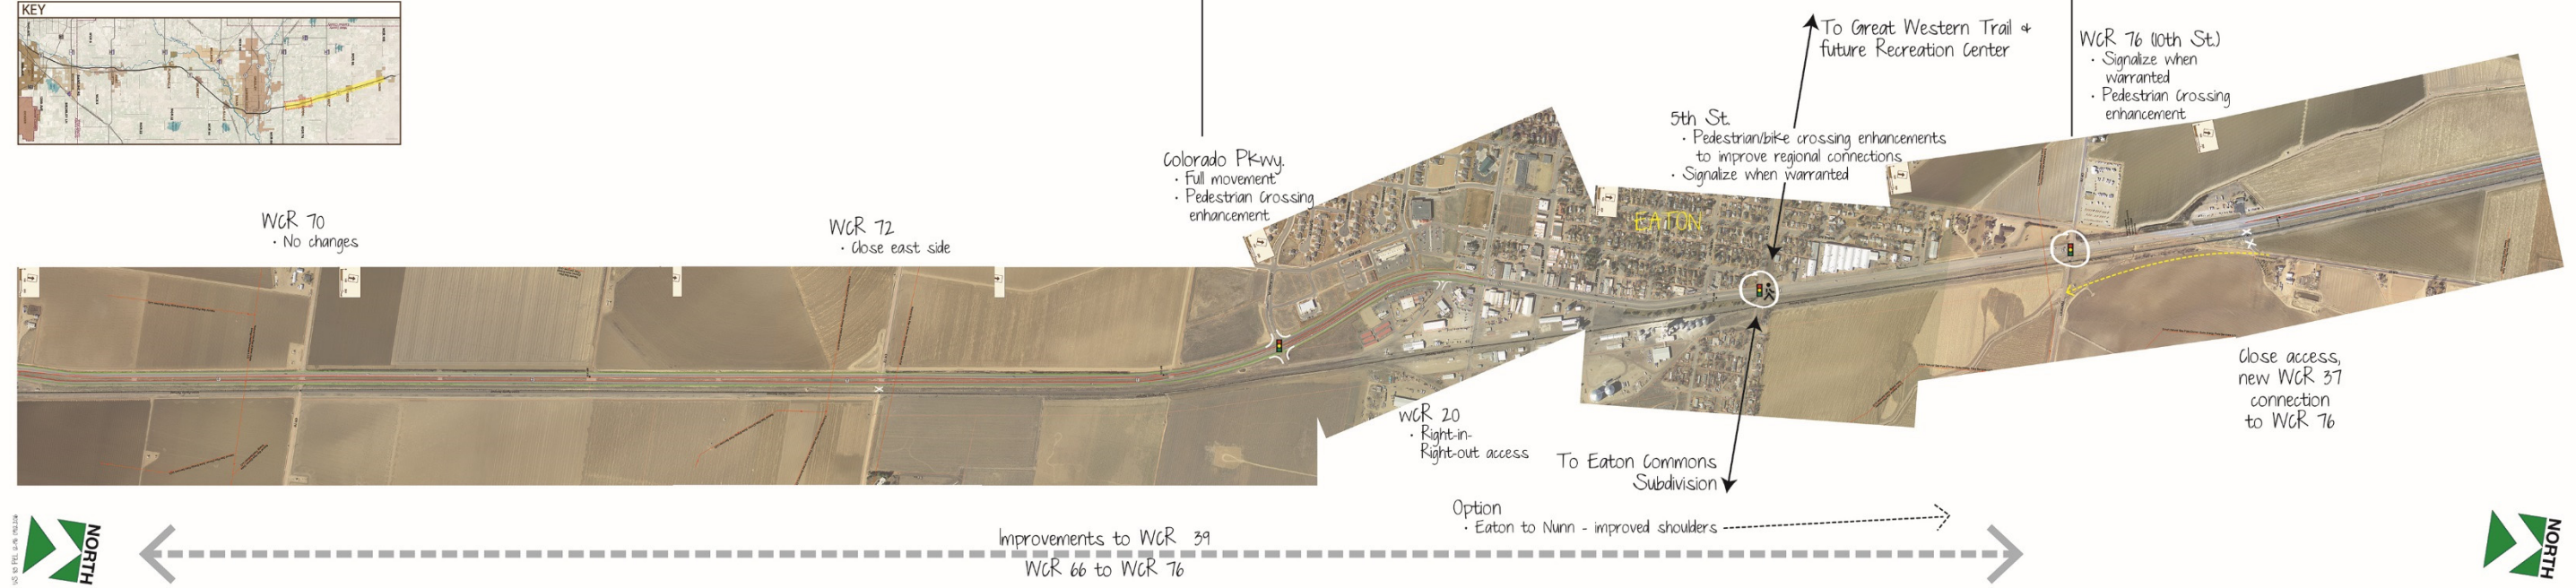 KEY
WCR 70
· No changes
WCR 72
· Close east side
Colorado Pkwy.
· Full movement
· Pedestrian Crossing
enhancement
To Great Western Trail &
future Recreation Center
5th St.
· Pedestrian/bike crossing enhancements
to improve regional connections
· Signalize when warranted
WCR 76 (10th St.)
· Signalize when
warranted
· Pedestrian Crossing
enhancement
EATON
WCR 20
· Right-in-
Right-out access
To Eaton Commons
Subdivision
Close access,
new WCR 37
connection
to WCR 76
Option
· Eaton to Nunn - improved shoulders
Improvements to WCR 39
WCR 66 to WCR 76
NORTH
NORTH